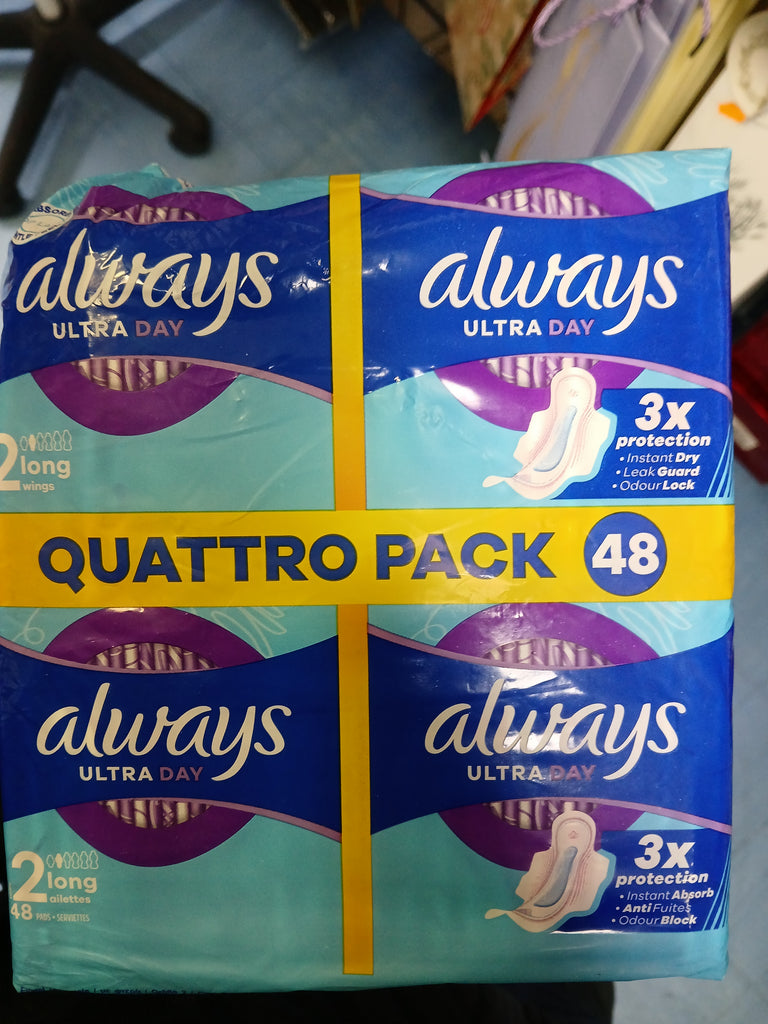 always
ULTRA DAY
always
ULTRA DAY
2
long
wings
3x
protection
• Instant Dry
• Leak Guard
• Odour Lock
QUATTRO PACK 48
always
ULTRA DAY
always
ULTRA DAY
2
long
ailettes
48 PADS • SERVIETTES
3x
protection
• Instant Absorb
• Anti Fuites
• Odour Block